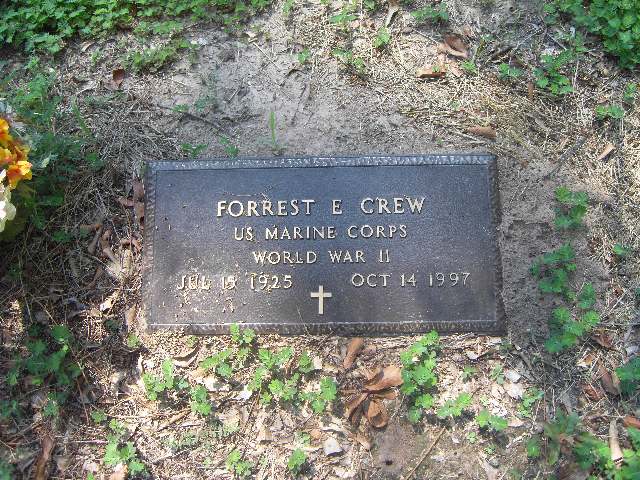 FORREST E CREW
US MARINE CORPS
WORLD WAR II
JUL 15 1925 OCT 14 1997